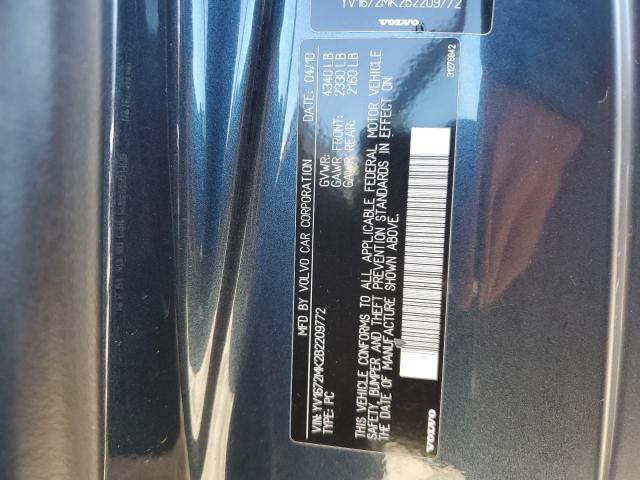 YV1672MK2B2209772
VOLVO
MFD BY VOLVO CAR CORPORATION DATE: 04/10
GVWR: 4340 LB
GAWR FRONT: 2330 LB
GAWR REAR: 2160 LB
VIN: YV1672MK2B2209772
TYPE: PC
THIS VEHICLE CONFORMS TO ALL APPLICABLE FEDERAL MOTOR VEHICLE
SAFETY, BUMPER AND THEFT PREVENTION STANDARDS IN EFFECT ON
THE DATE OF MANUFACTURE SHOWN ABOVE.
VOLVO
31276842